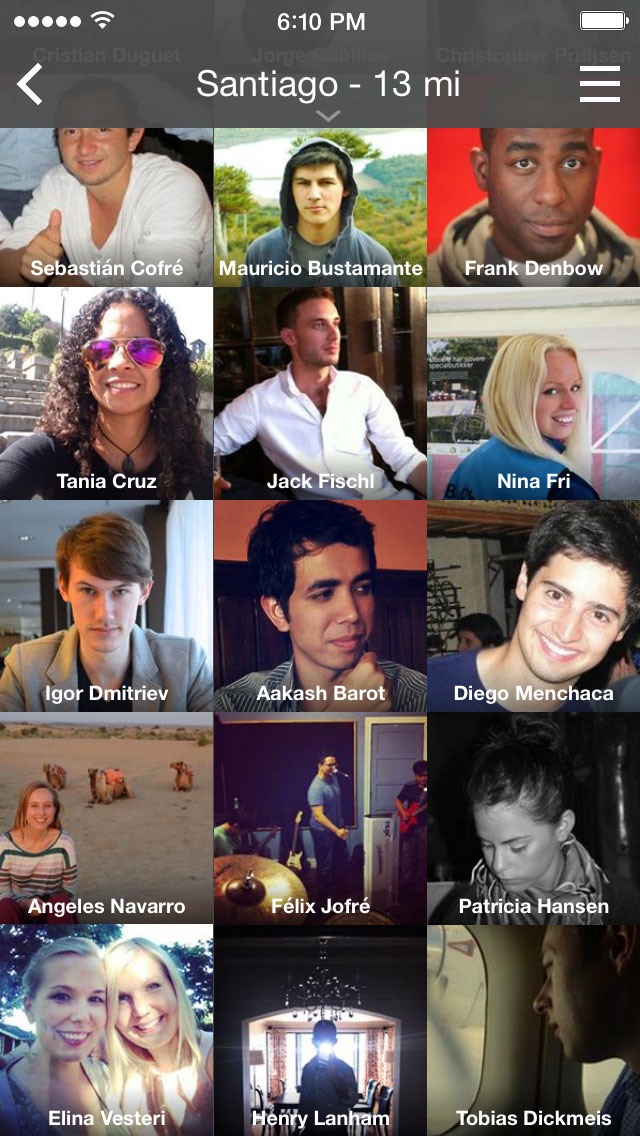 6:10 PM
Cristian Duguet
Jorge Cubillos
Christopher Pruijsen
Santiago - 13 mi
Sebastián Cofré
Mauricio Bustamante
Frank Denbow
Tania Cruz
Jack Fischl
Nina Fri
Igor Dmitriev
Aakash Barot
Diego Menchaca
Angeles Navarro
Félix Jofré
Patricia Hansen
Elina Vesteri
Henry Lanham
Tobias Dickmeis